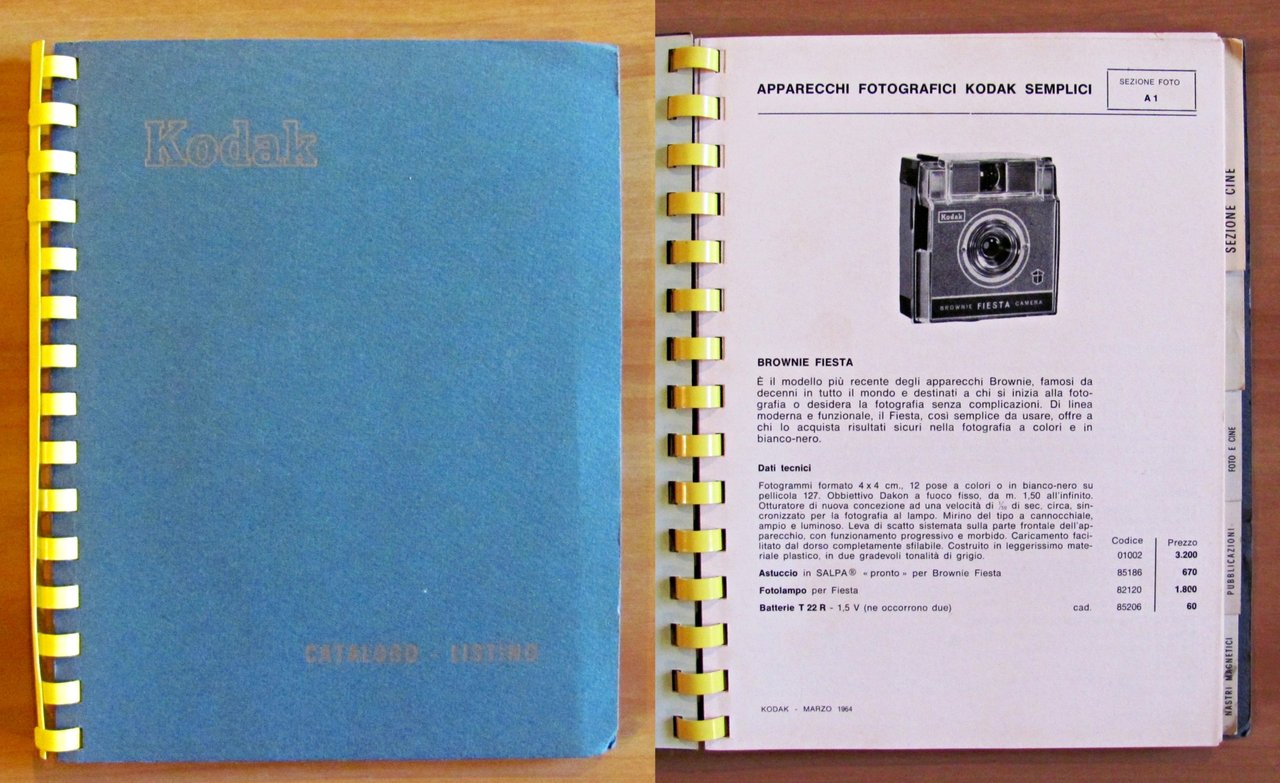 Kodak
CATALOGO - LISTINO
APPARECCHI FOTOGRAFICI KODAK SEMPLICI
SEZIONE FOTO
A 1
Kodak
BROWNIE FIESTA CAMERA
BROWNIE FIESTA
È il modello più recente degli apparecchi Brownie, famosi da
decenni in tutto il mondo e destinati a chi si inizia alla foto-
grafia o desidera la fotografia senza complicazioni. Di linea
moderna e funzionale, il Fiesta, così semplice da usare, offre a
chi lo acquista risultati sicuri nella fotografia a colori e in
bianco-nero.
Dati tecnici
Fotogrammi formato 4 x 4 cm., 12 pose a colori o in bianco-nero su
pellicola 127. Obbiettivo Dakon a fuoco fisso, da m. 1.50 all'infinito.
Otturatore di nuova concezione ad una velocità di di sec, circa, sin-
cronizzato per la fotografia al lampo. Mirino del tipo a cannocchiale,
ampio e luminoso. Leva di scatto sistemata sulla parte frontale dell'ap-
parecchio, con funzionamento progressivo e morbido. Caricamento faci-
litato dal dorso completamente sfilabile. Costruito in leggerissimo mate-
riale plastico, in due gradevoli tonalità di grigio.
Codice Prezzo
01002 3.200
Astuccio in SALPA® « pronto » per Brownie Fiesta 85186 670
Fotolampo per Fiesta 82120 1.800
Batterie T 22 R - 1,5 V (ne occorrono due) cad. 85206 60
KODAK - MARZO 1964
SEZIONE CINE
FOTO E CINE
PUBBLICAZIONI
NASTRI MAGNETICI